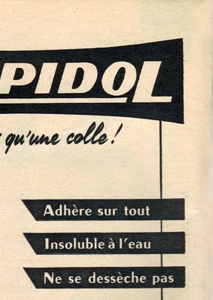 PIDOL
qu'une colle!
Adhère sur tout
Insoluble à l'eau
Ne se dessèche pas